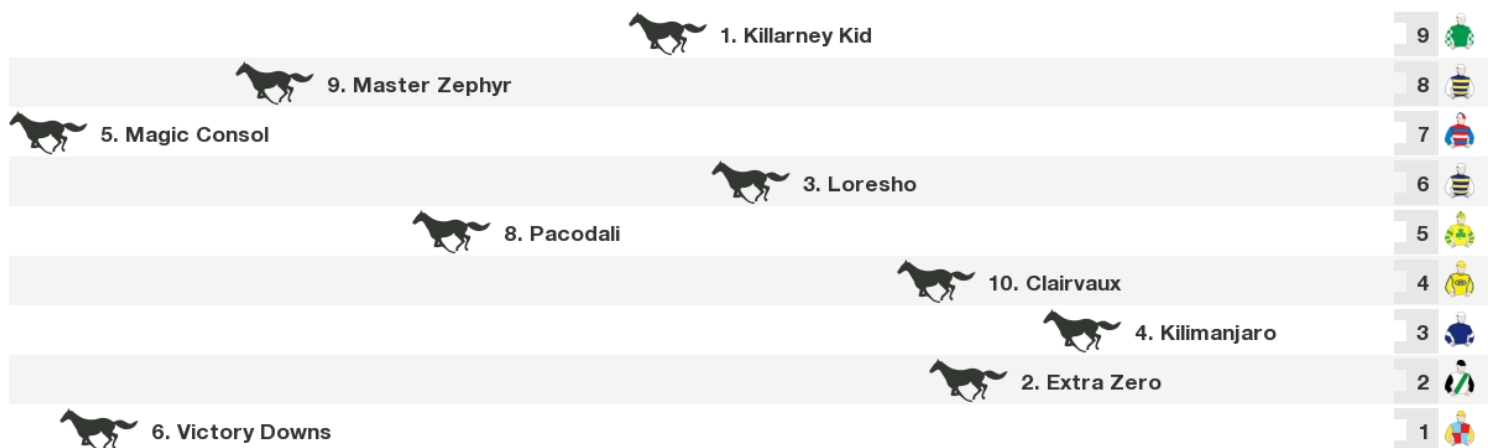 1. Killarney Kid 9
9. Master Zephyr 8
5. Magic Consol 7
3. Loresho 6
8. Pacodali 5
10. Clairvaux 4
4. Kilimanjaro 3
2. Extra Zero 2
6. Victory Downs 1